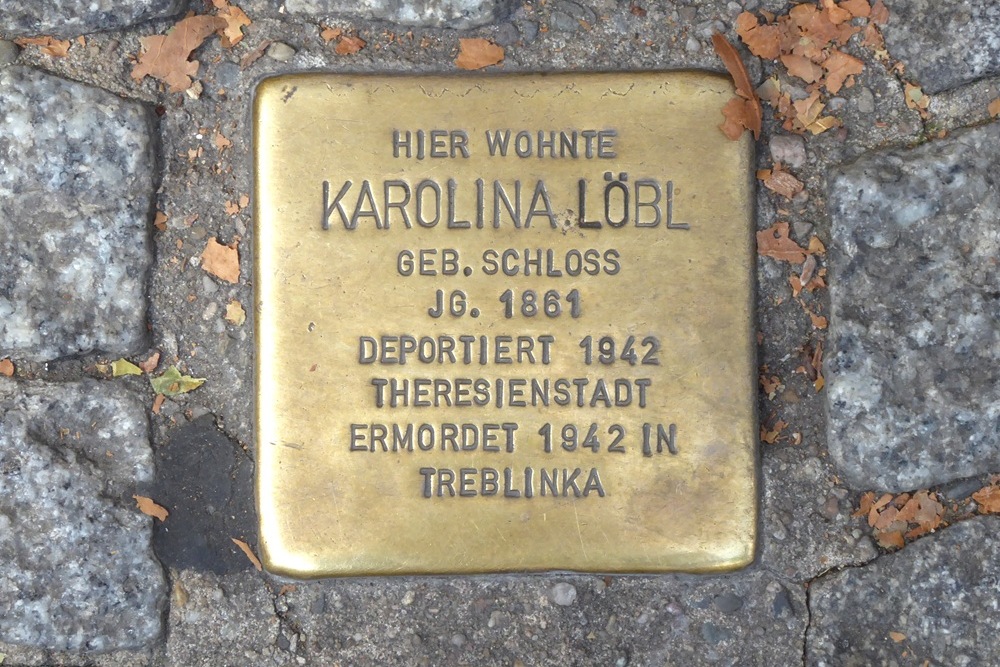 HIER WOHNTE
KAROLINA LÖBL
GEB. SCHLOSS
JG. 1861
DEPORTIERT 1942
THERESIENSTADT
ERMORDET 1942 IN
TREBLINKA